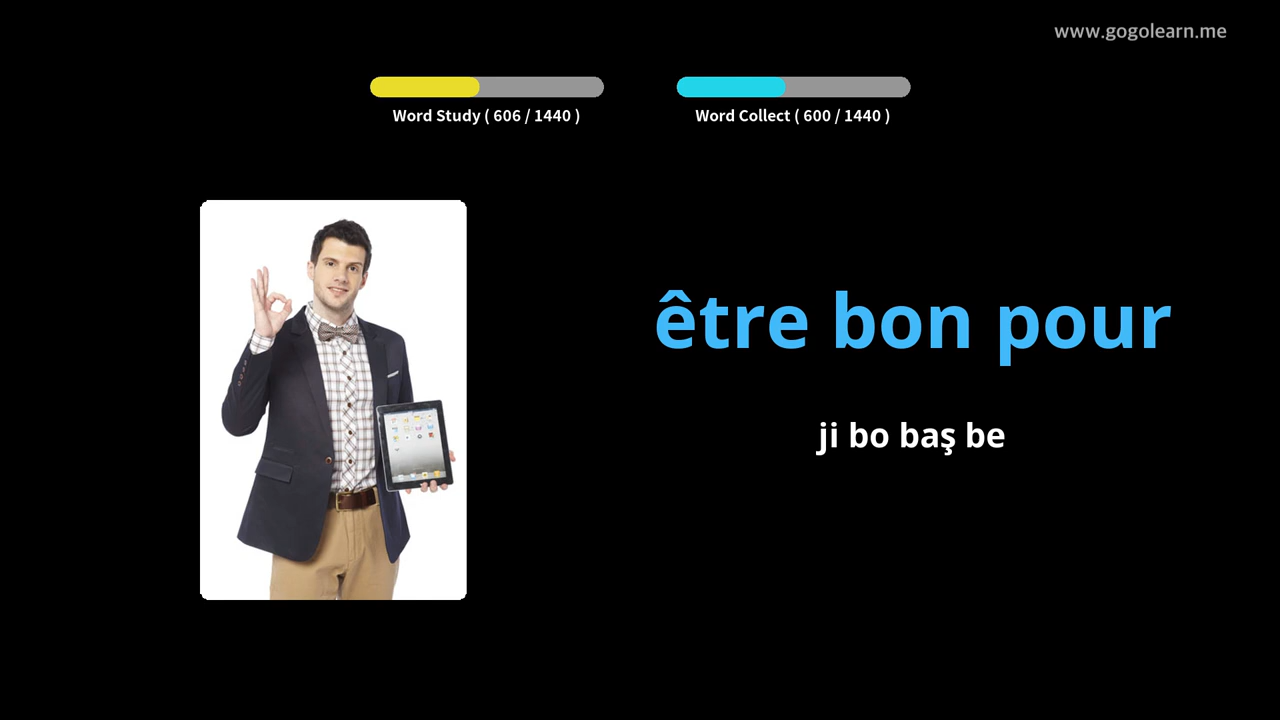 www.gogolearn.me
Word Study ( 606 / 1440 )
Word Collect ( 600 / 1440 )
être bon pour
ji bo baş be